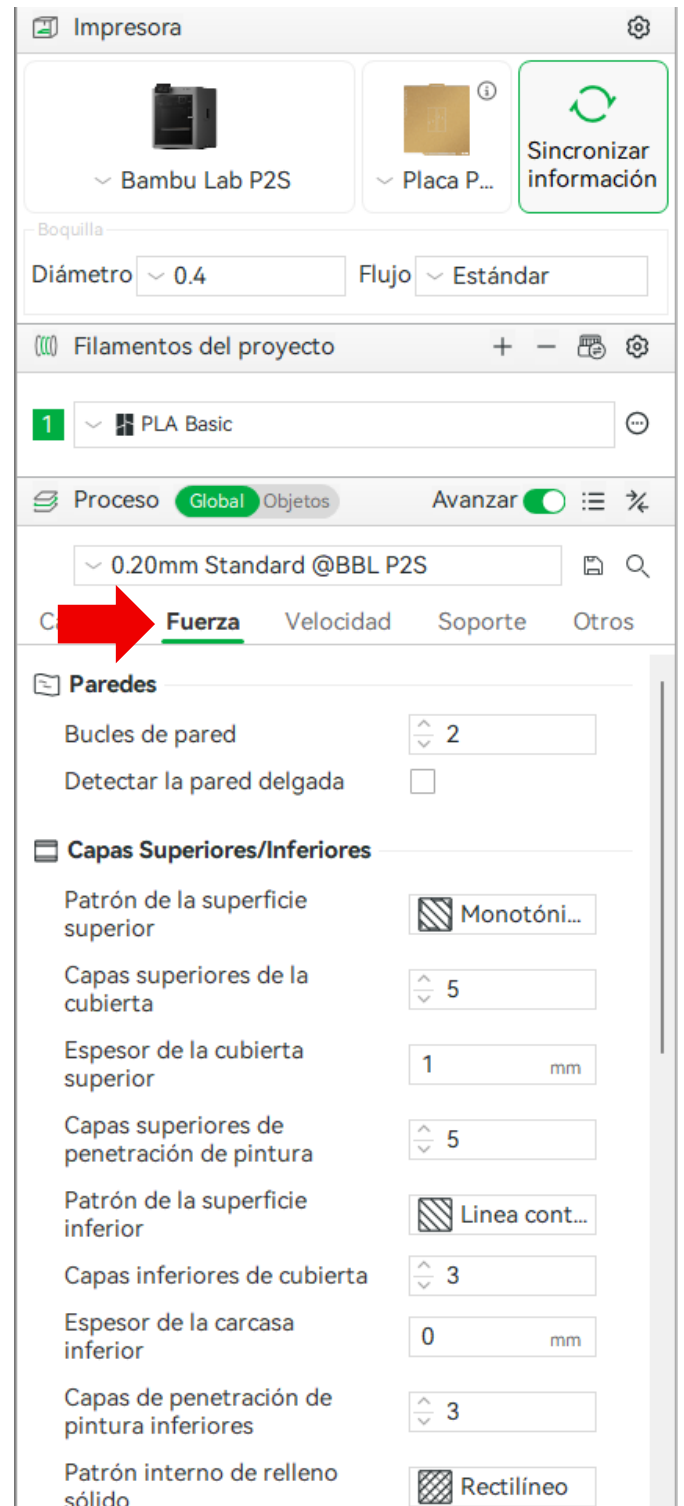 Impresora
Bambu Lab P2S
Placa P...
Sincronizar
información
Boquilla
Diámetro 0.4 Flujo Estándar
Filamentos del proyecto
1 PLA Basic
Proceso Global Objetos Avanzar
0.20mm Standard @BBL P2S
Fuerza Velocidad Soporte Otros
Paredes
Bucles de pared 2
Detectar la pared delgada
Capas Superiores/Inferiores
Patrón de la superficie
superior
Monotóni...
Capas superiores de la
cubierta
5
Espesor de la cubierta
superior
1 mm
Capas superiores de
penetración de pintura
5
Patrón de la superficie
inferior
Linea cont...
Capas inferiores de cubierta 3
Espesor de la carcasa
inferior
0 mm
Capas de penetración de
pintura inferiores
3
Patrón interno de relleno
sólido
Rectilíneo